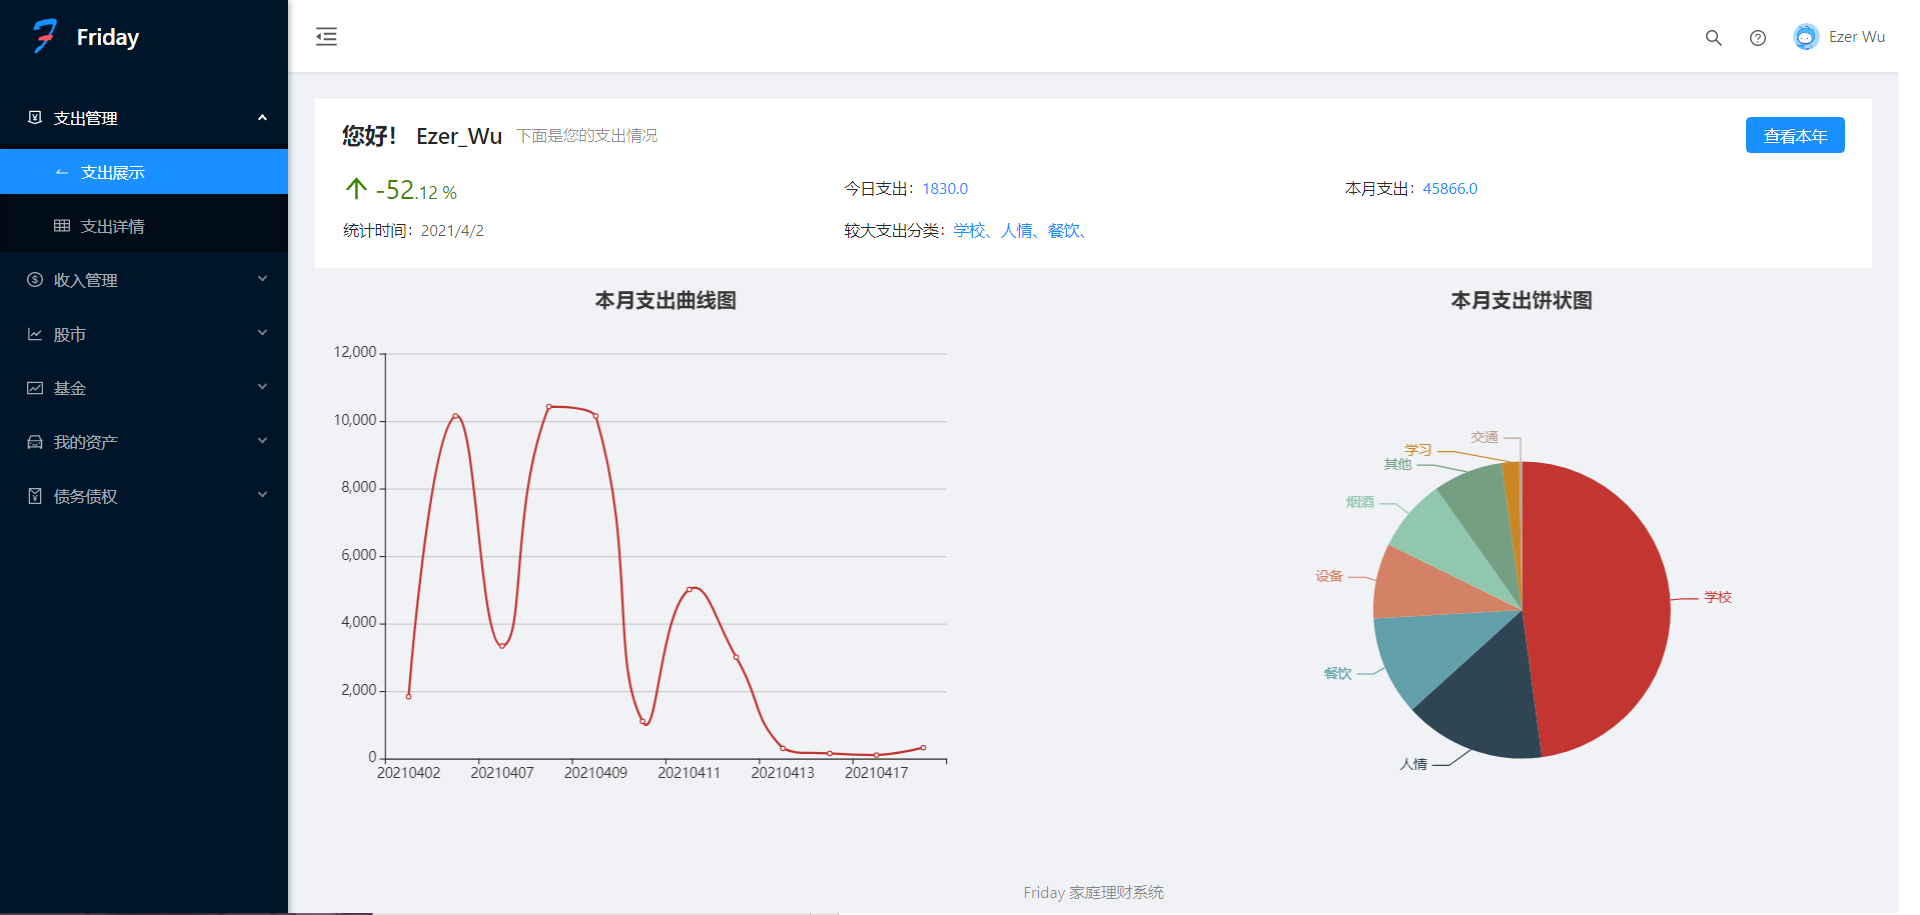 Friday
支出管理
支出展示
支出详情
收入管理
股市
基金
我的资产
债务债权
Ezer Wu
您好！ Ezer_Wu 下面是您的支出情况
查看本年
-52.12 %
今日支出：1830.0
本月支出：45866.0
统计时间：2021/4/2
较大支出分类：学校、人情、餐饮、
本月支出曲线图
12,000
10,000
8,000
6,000
4,000
2,000
0
20210402 20210407 20210409 20210411 20210413 20210417
本月支出饼状图
交通
学习
其他
烟酒
设备
学校
餐饮
人情
Friday 家庭理财系统